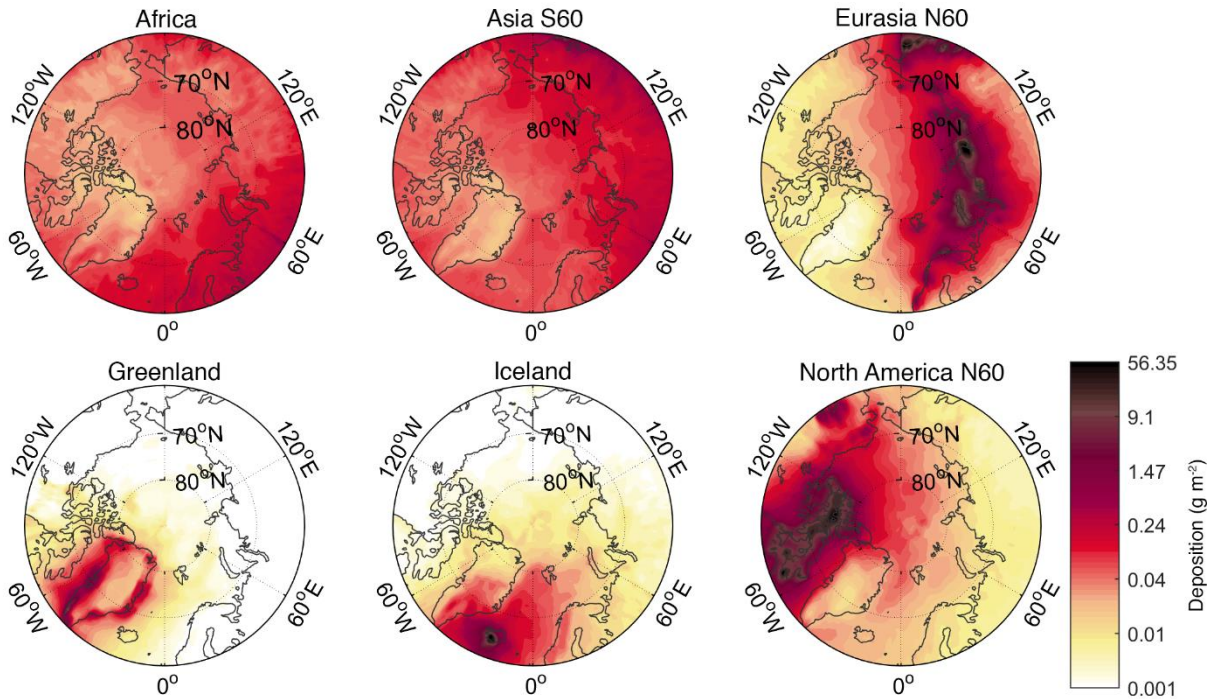 Africa
Asia S60
Eurasia N60
120°W
70°N
80°N
120°E
60°W
60°E
0°
120°W
70°N
80°N
120°E
60°W
60°E
0°
120°W
70°N
80°N
120°E
60°W
60°E
0°
Greenland
Iceland
North America N60
120°W
70°N
80°N
120°E
60°W
60°E
0°
120°W
70°N
80°N
120°E
60°W
60°E
0°
120°W
70°N
80°N
120°E
60°W
60°E
0°
56.35
9.1
1.47
0.24
0.04
0.01
0.001
Deposition (g m⁻²)